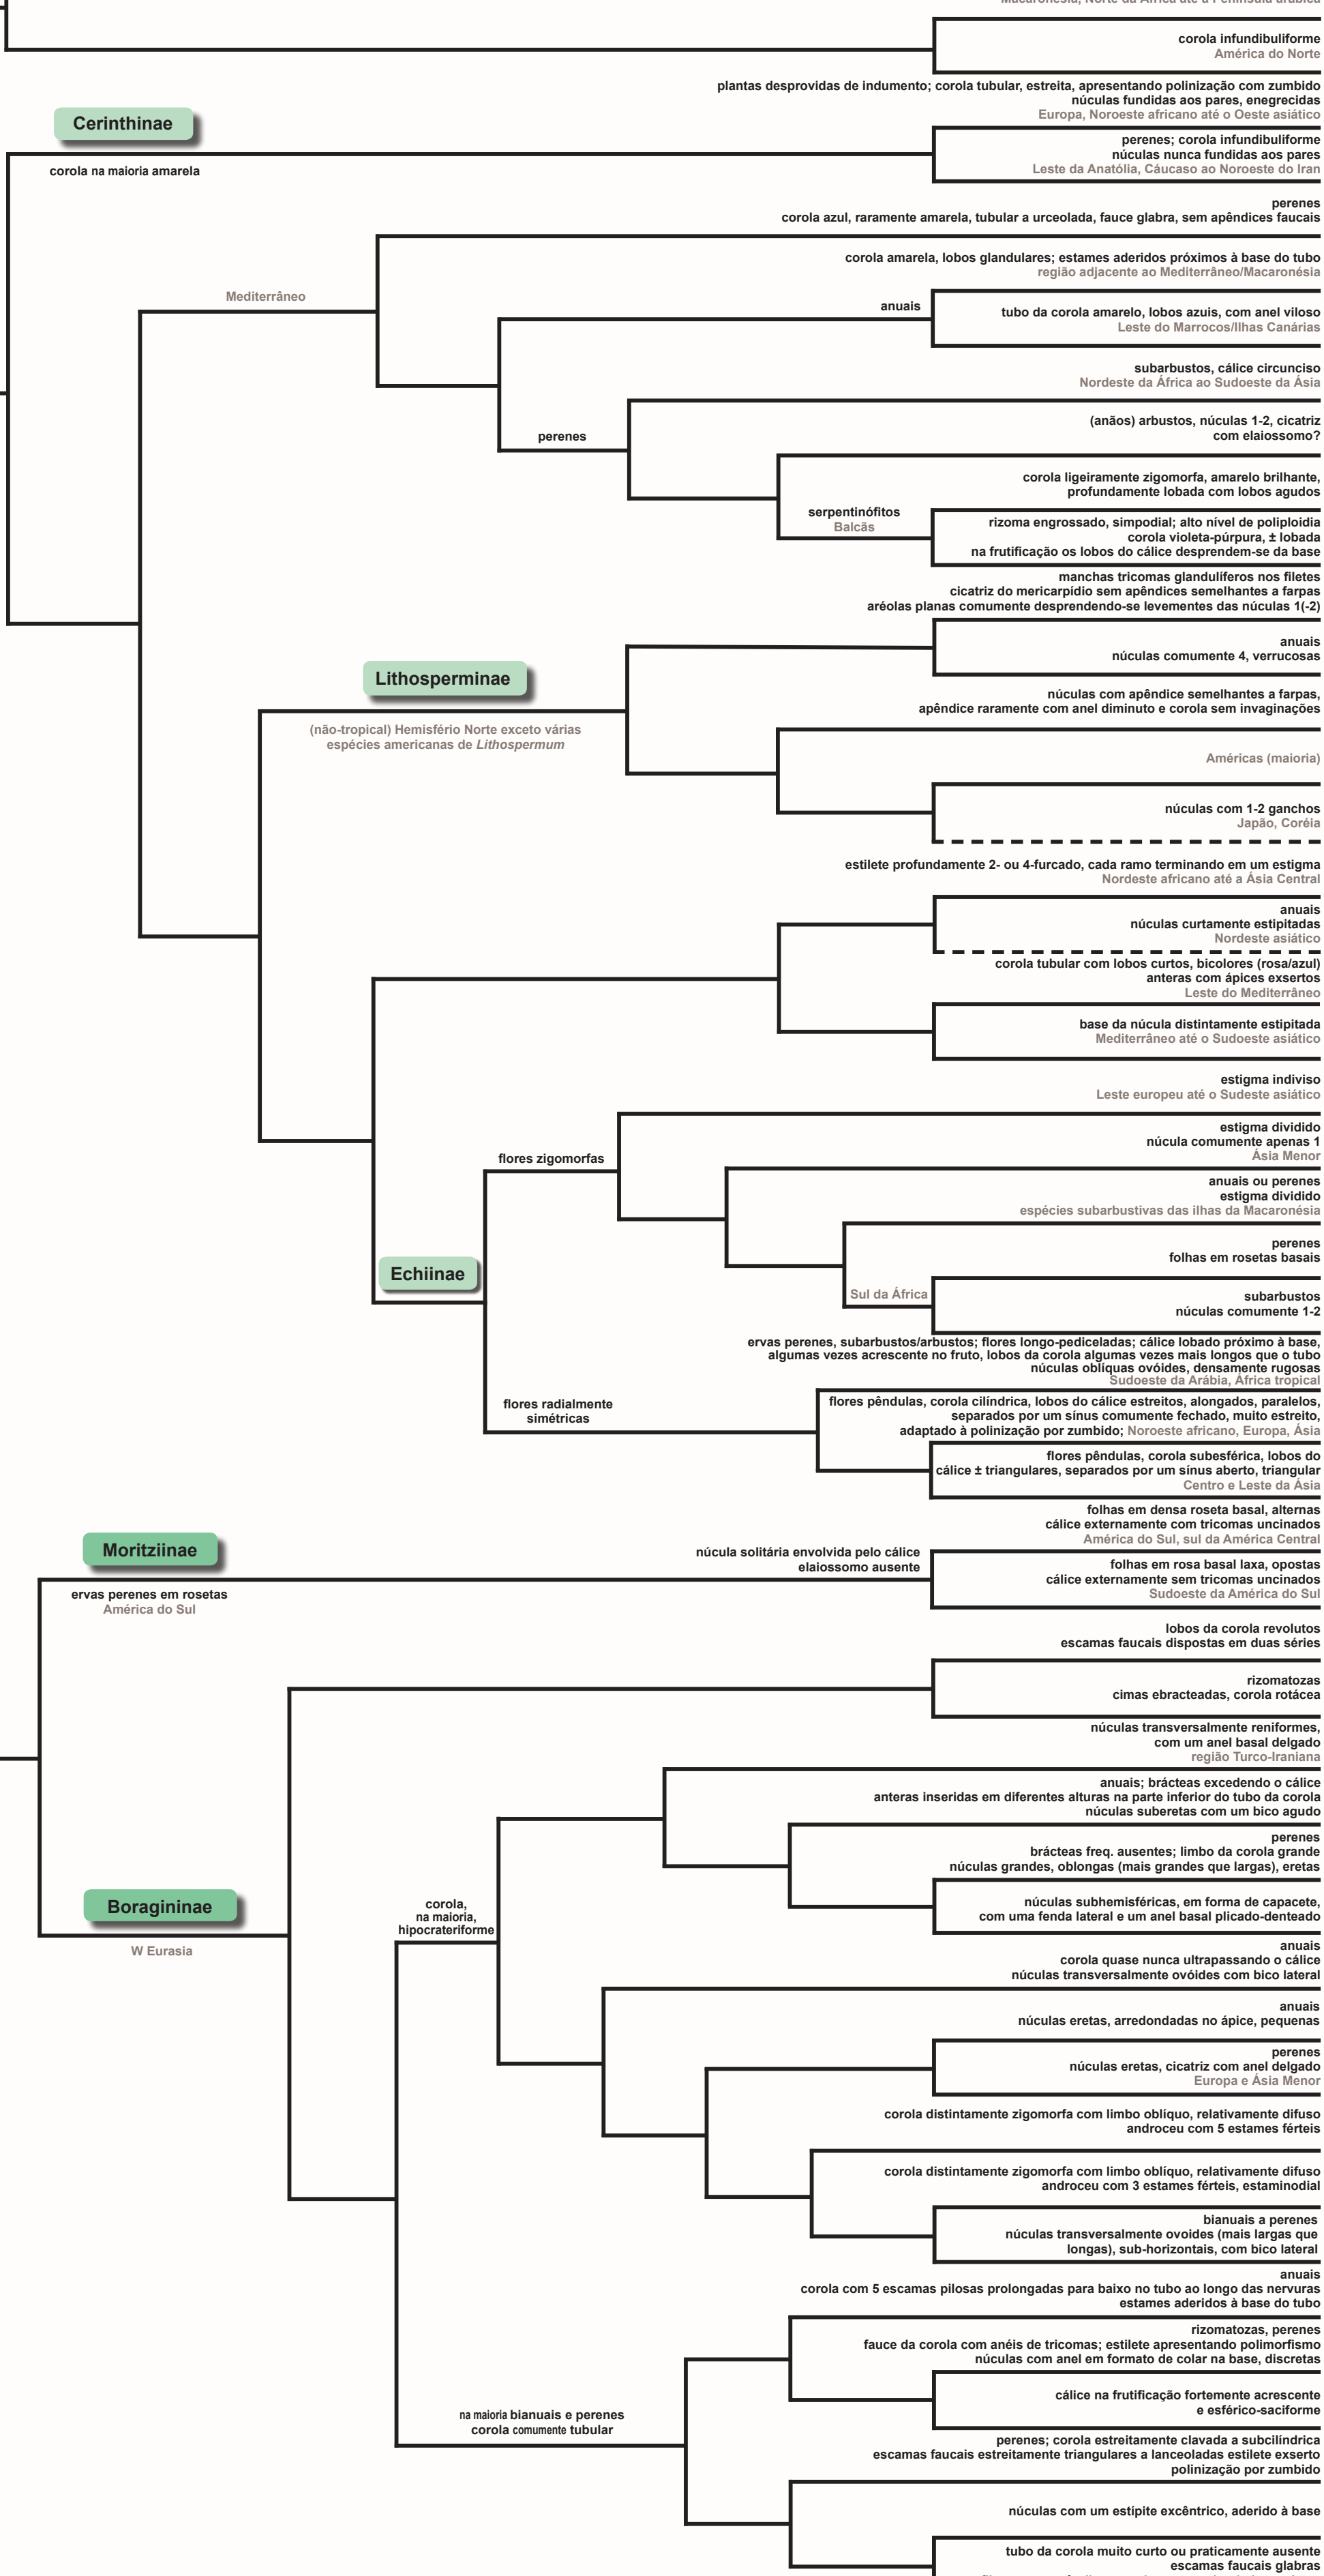 Macaronésia, Norte da África até a Península arábica
corola infundibuliforme
América do Norte
plantas desprovidas de indumento; corola tubular, estreita, apresentando polinização com zumbido
núculas fundidas aos pares, enegrecidas
Europa, Noroeste africano até o Oeste asiático
Cerinthinae
perenes; corola infundibuliforme
núculas nunca fundidas aos pares
Leste da Anatólia, Cáucaso ao Noroeste do Iran
corola na maioria amarela
perenes
corola azul, raramente amarela, tubular a urceolada, fauce glabra, sem apêndices faucais
corola amarela, lobos glandulares; estames aderidos próximos à base do tubo
região adjacente ao Mediterrâneo/Macaronésia
Mediterrâneo
anuais
tubo da corola amarelo, lobos azuis, com anel viloso
Leste do Marrocos/Ilhas Canárias
subarbustos, cálice circunciso
Nordeste da África ao Sudoeste da Ásia
(anãos) arbustos, núculas 1-2, cicatriz
com elaiossomo?
perenes
corola ligeiramente zigomorfa, amarelo brilhante,
profundamente lobada com lobos agudos
serpentinófitos
Balcãs
rizoma engrossado, simpodial; alto nível de poliploidia
corola violeta-púrpura, ± lobada
na frutificação os lobos do cálice desprendem-se da base
manchas tricomas glandulíferos nos filetes
cicatriz do mericarpídio sem apêndices semelhantes a farpas
aréolas planas comumente desprendendo-se levementes das núculas 1(-2)
anuais
núculas comumente 4, verrucosas
Lithosperminae
núculas com apêndice semelhantes a farpas,
apêndice raramente com anel diminuto e corola sem invaginações
(não-tropical) Hemisfério Norte exceto várias
espécies americanas de Lithospermum
Américas (maioria)
núculas com 1-2 ganchos
Japão, Coréia
estilete profundamente 2- ou 4-furcado, cada ramo terminando em um estigma
Nordeste africano até a Ásia Central
anuais
núculas curtamente estipitadas
Nordeste asiático
corola tubular com lobos curtos, bicolores (rosa/azul)
anteras com ápices exsertos
Leste do Mediterrâneo
base da núcula distintamente estipitada
Mediterrâneo até o Sudoeste asiático
estigma indiviso
Leste europeu até o Sudeste asiático
estigma dividido
núcula comumente apenas 1
Ásia Menor
flores zigomorfas
anuais ou perenes
estigma dividido
espécies subarbustivas das ilhas da Macaronésia
perenes
folhas em rosetas basais
Echiinae
Sul da África
subarbustos
núculas comumente 1-2
ervas perenes, subarbustos/arbustos; flores longo-pediceladas; cálice lobado próximo à base,
algumas vezes acrescente no fruto, lobos da corola algumas vezes mais longos que o tubo
núculas oblíquas ovóides, densamente rugosas
Sudoeste da Arábia, África tropical
flores radialmente
simétricas
flores pêndulas, corola cilíndrica, lobos do cálice estreitos, alongados, paralelos,
separados por um sínus comumente fechado, muito estreito,
adaptado à polinização por zumbido; Noroeste africano, Europa, Ásia
flores pêndulas, corola subesférica, lobos do
cálice ± triangulares, separados por um sínus aberto, triangular
Centro e Leste da Ásia
folhas em densa roseta basal, alternas
cálice externamente com tricomas uncinados
América do Sul, sul da América Central
Moritziinae
núcula solitária envolvida pelo cálice
elaiossomo ausente
folhas em rosa basal laxa, opostas
cálice externamente sem tricomas uncinados
Sudoeste da América do Sul
ervas perenes em rosetas
América do Sul
lobos da corola revolutos
escamas faucais dispostas em duas séries
rizomatozas
cimas ebracteadas, corola rotácea
núculas transversalmente reniformes,
com um anel basal delgado
região Turco-Iraniana
anuais; brácteas excedendo o cálice
anteras inseridas em diferentes alturas na parte inferior do tubo da corola
núculas suberetas com um bico agudo
perenes
brácteas freq. ausentes; limbo da corola grande
núculas grandes, oblongas (mais grandes que largas), eretas
Boragininae
W Eurasia
corola,
na maioria,
hipocrateriforme
núculas subhemisféricas, em forma de capacete,
com uma fenda lateral e um anel basal plicado-denteado
anuais
corola quase nunca ultrapassando o cálice
núculas transversalmente ovóides com bico lateral
anuais
núculas eretas, arredondadas no ápice, pequenas
perenes
núculas eretas, cicatriz com anel delgado
Europa e Ásia Menor
corola distintamente zigomorfa com limbo oblíquo, relativamente difuso
androceu com 5 estames férteis
corola distintamente zigomorfa com limbo oblíquo, relativamente difuso
androceu com 3 estames férteis, estaminodial
bianuais a perenes
núculas transversalmente ovoides (mais largas que
longas), sub-horizontais, com bico lateral
anuais
corola com 5 escamas pilosas prolongadas para baixo no tubo ao longo das nervuras
estames aderidos à base do tubo
rizomatozas, perenes
fauce da corola com anéis de tricomas; estilete apresentando polimorfismo
núculas com anel em formato de colar na base, discretas
cálice na frutificação fortemente acrescente
e esférico-saciforme
na maioria bianuais e perenes
corola comumente tubular
perenes; corola estreitamente clavada a subcilíndrica
escamas faucais estreitamente triangulares a lanceoladas estilete exserto
polinização por zumbido
núculas com um estípite excêntrico, aderido à base
tubo da corola muito curto ou praticamente ausente
escamas faucais glabras